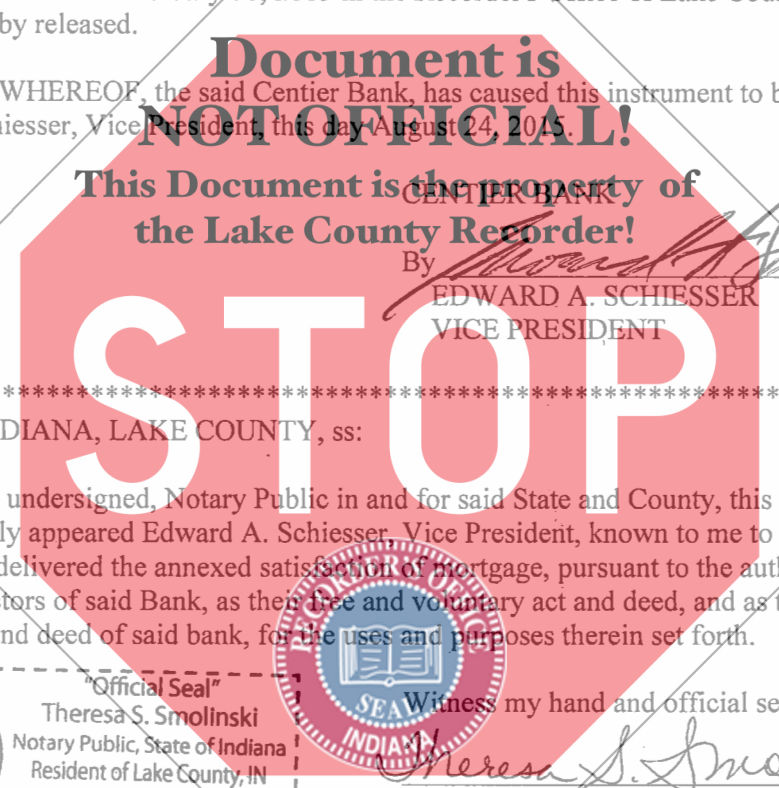 by released.
Document is
WHEREOF, the said Centier Bank, has caused this instrument to b
NOT OFFICIAL!
hiesser, Vice President, this day August 24, 2015.
This Document is the property of
CENTIER BANK
the Lake County Recorder!
By
EDWARD A. SCHIESSER
VICE PRESIDENT
STOP
********************************************************************
DIANA, LAKE COUNTY, ss:
undersigned, Notary Public in and for said State and County, this
ly appeared Edward A. Schiesser, Vice President, known to me to
delivered the annexed satisfaction of mortgage, pursuant to the auth
ctors of said Bank, as their free and voluntary act and deed, and as t
nd deed of said bank, for the uses and purposes therein set forth.
RECORDER'S OFFICE
SEAL
INDIANA
"Official Seal"
Theresa S. Smolinski
Notary Public, State of Indiana
Resident of Lake County, IN
Witness my hand and official se
Theresa S. Smo